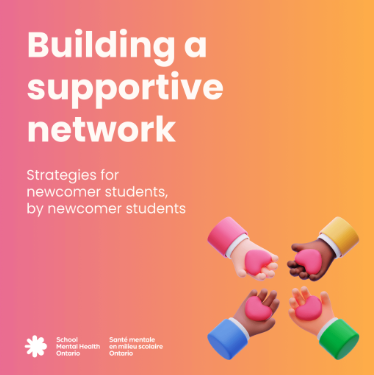 Building a
supportive
network
Strategies for
newcomer students,
by newcomer students
School
Mental Health
Ontario
Santé mentale
en milieu scolaire
Ontario